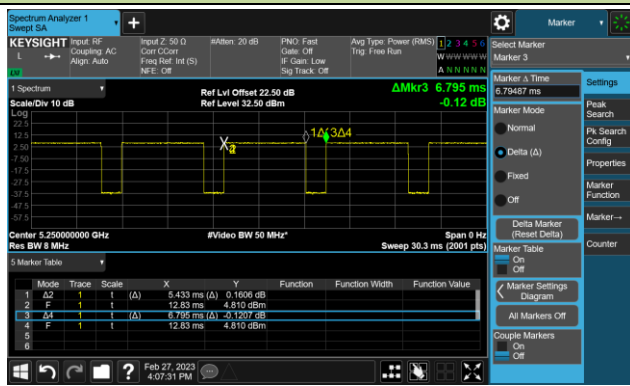 Spectrum Analyzer 1
Swept SA
+
Marker
KEYSIGHT
L
Input: RF
Coupling: AC
Align: Auto
Input Z: 50 Ω
Corr CCorr
Freq Ref: Int (S)
NFE: Off
#Atten: 20 dB
PNO: Fast
Gate: Off
IF Gain: Low
Sig Track: Off
Avg Type: Power (RMS)
Trig: Free Run
1 2 3 4 5 6
W W W W W W
A N N N N N
Select Marker
Marker 3
LV
1 Spectrum
Scale/Div 10 dB
Log
Ref Lvl Offset 22.50 dB
Ref Level 32.50 dBm
ΔMkr3 6.795 ms
-0.12 dB
22.5
12.5
2.50
-7.50
-17.5
-27.5
-37.5
-47.5
-57.5
1Δ2
3Δ4
Center 5.250000000 GHz
Res BW 8 MHz
#Video BW 50 MHz*
Span 0 Hz
Sweep 30.3 ms (2001 pts)
5 Marker Table
Mode Trace Scale X Y Function Function Width Function Value
1 Δ2 1 t (Δ) 5.433 ms (Δ) 0.1606 dB
2 F 1 t 12.83 ms 4.810 dBm
3 Δ4 1 t (Δ) 6.795 ms (Δ) -0.1207 dB
4 F 1 t 12.83 ms 4.810 dBm
5
6
Marker Δ Time
6.79487 ms
Marker Mode
Normal
Delta (Δ)
Fixed
Off
Delta Marker
(Reset Delta)
Marker Table
On
Off
Marker Settings
Diagram
All Markers Off
Couple Markers
On
Off
Settings
Peak
Search
Pk Search
Config
Properties
Marker
Function
Marker→
Counter
?
Feb 27, 2023
4:07:31 PM